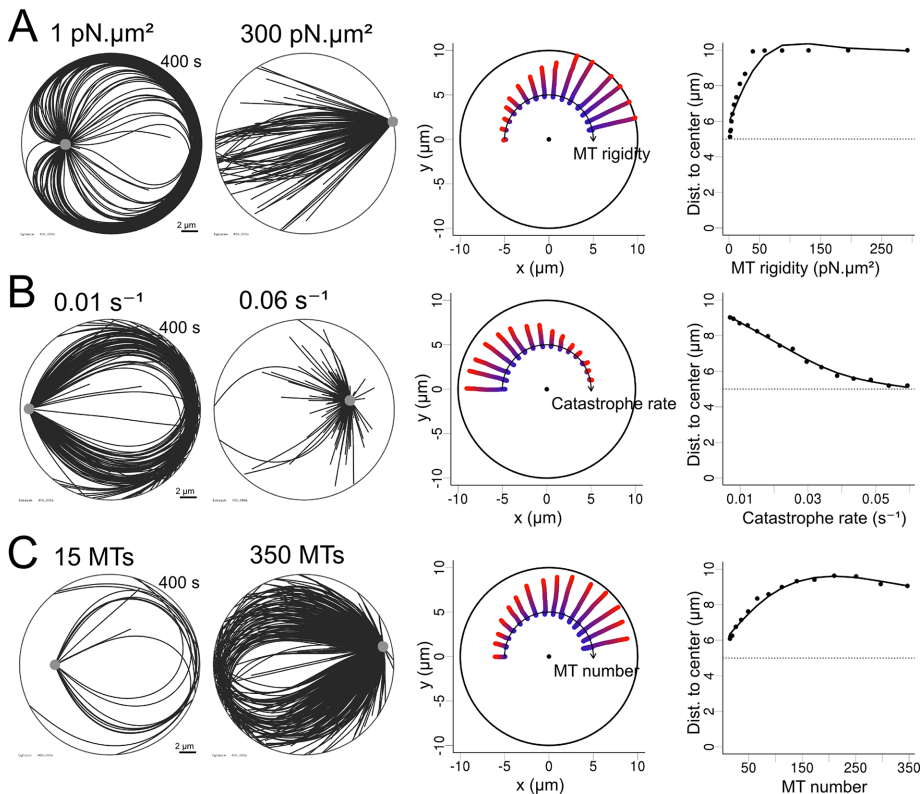 A
1 pN.µm²
300 pN.µm²
400 s
2 µm
y (µm)
10
5
0
-5
-10
MT rigidity
-10 -5 0 5 10
x (µm)
Dist. to center (µm)
10
8
6
4
2
0
0 50 150 250
MT rigidity (pN.µm²)
B
0.01 s⁻¹
0.06 s⁻¹
400 s
2 µm
y (µm)
10
5
0
-5
-10
Catastrophe rate
-10 -5 0 5 10
x (µm)
Dist. to center (µm)
10
8
6
4
2
0
0.01 0.03 0.05
Catastrophe rate (s⁻¹)
C
15 MTs
350 MTs
400 s
2 µm
y (µm)
10
5
0
-5
-10
MT number
-10 -5 0 5 10
x (µm)
Dist. to center (µm)
10
8
6
4
2
0
50 150 250 350
MT number